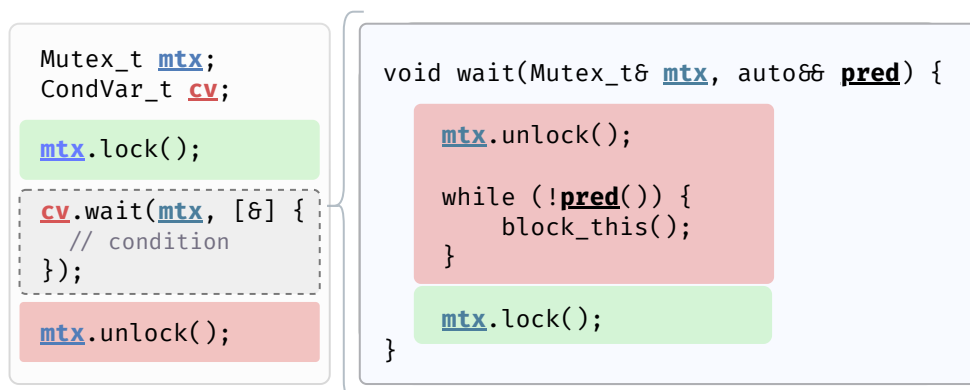 Mutex_t mtx;
CondVar_t cv;
mtx.lock();
cv.wait(mtx, [&] {
// condition
});
mtx.unlock();
void wait(Mutex_t& mtx, auto&& pred) {
mtx.unlock();
while (!pred()) {
block_this();
}
mtx.lock();
}